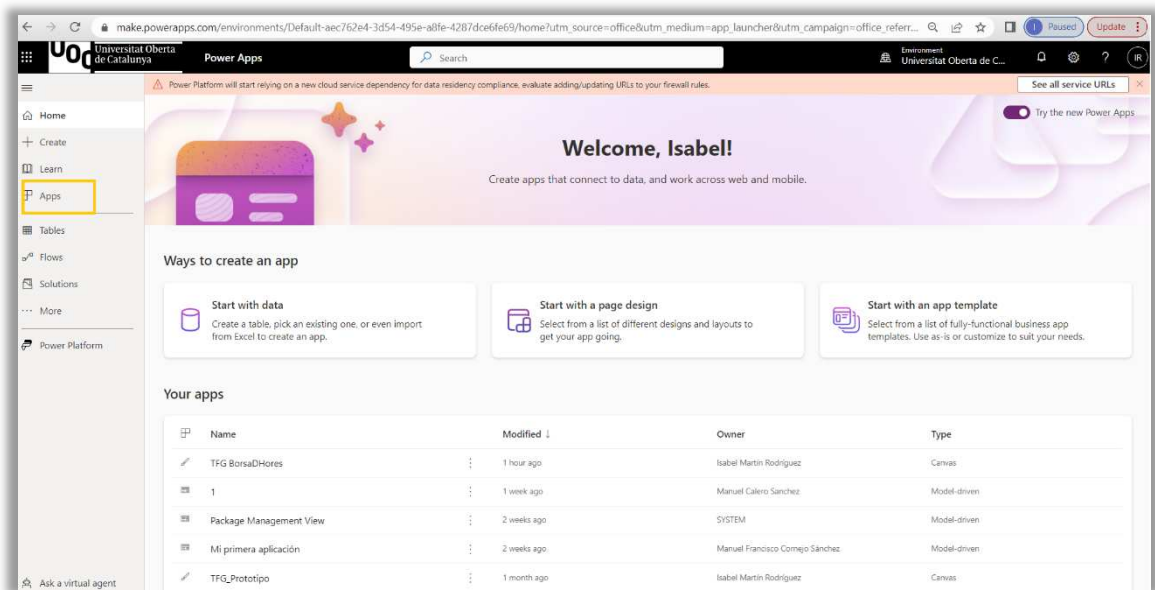 make.powerapps.com/environments/Default-aec762e4-3d54-495e-a8fe-4287dce6fe69/home?utm_source=office&utm_medium=app_launcher&utm_campaign=office_referr...
Paused
Update
UOC Universitat Oberta
de Catalunya
Power Apps
Search
Environment
Universitat Oberta de C...
?
IR
Power Platform will start relying on a new cloud service dependency for data residency compliance, evaluate adding/updating URLs to your firewall rules.
See all service URLs
Home
Create
Learn
Apps
Tables
Flows
Solutions
More
Power Platform
Ask a virtual agent
Try the new Power Apps
Welcome, Isabel!
Create apps that connect to data, and work across web and mobile.
Ways to create an app
Start with data
Create a table, pick an existing one, or even import
from Excel to create an app.
Start with a page design
Select from a list of different designs and layouts to
get your app going.
Start with an app template
Select from a list of fully-functional business app
templates. Use as-is or customize to suit your needs.
Your apps
Name Modified ↓ Owner Type
TFG BorsaDHores 1 hour ago Isabel Martín Rodríguez Canvas
1 1 week ago Manuel Calero Sanchez Model-driven
Package Management View 2 weeks ago SYSTEM Model-driven
Mi primera aplicación 2 weeks ago Manuel Francisco Cornejo Sánchez Model-driven
TFG_Prototipo 1 month ago Isabel Martín Rodríguez Canvas